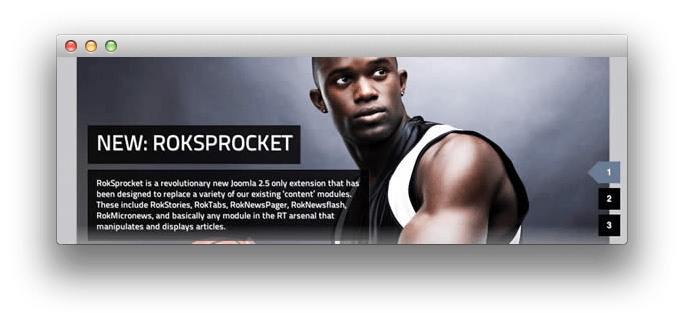 NEW: ROKSPROCKET
RokSprocket is a revolutionary new Joomla 2.5 only extension that has
been designed to replace a variety of our existing 'content' modules.
These include RokStories, RokTabs, RokNewsPager, RokNewsflash,
RokMicronews, and basically any module in the RT arsenal that
manipulates and displays articles.
1
2
3